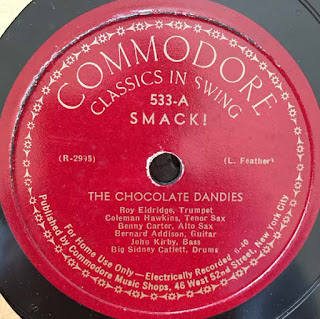 COMMODORE
CLASSICS IN SWING
533-A
SMACK!
(R-2995)
(L. Feather)
THE CHOCOLATE DANDIES
Roy Eldridge, Trumpet
Coleman Hawkins, Tenor Sax
Benny Carter, Alto Sax
Bernard Addison, Guitar
John Kirby, Bass
Big Sidney Catlett, Drums
For Home Use Only — Electrically Recorded
Published by Commodore Music Shops, 46 West 52nd Street, New York City